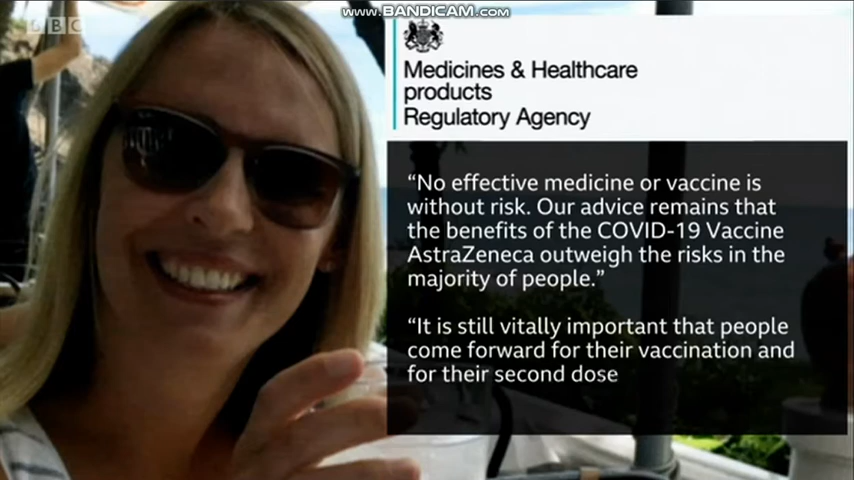 www.BANDICAM.com
BBC
Medicines & Healthcare
products
Regulatory Agency
“No effective medicine or vaccine is
without risk. Our advice remains that
the benefits of the COVID-19 Vaccine
AstraZeneca outweigh the risks in the
majority of people.”
“It is still vitally important that people
come forward for their vaccination and
for their second dose